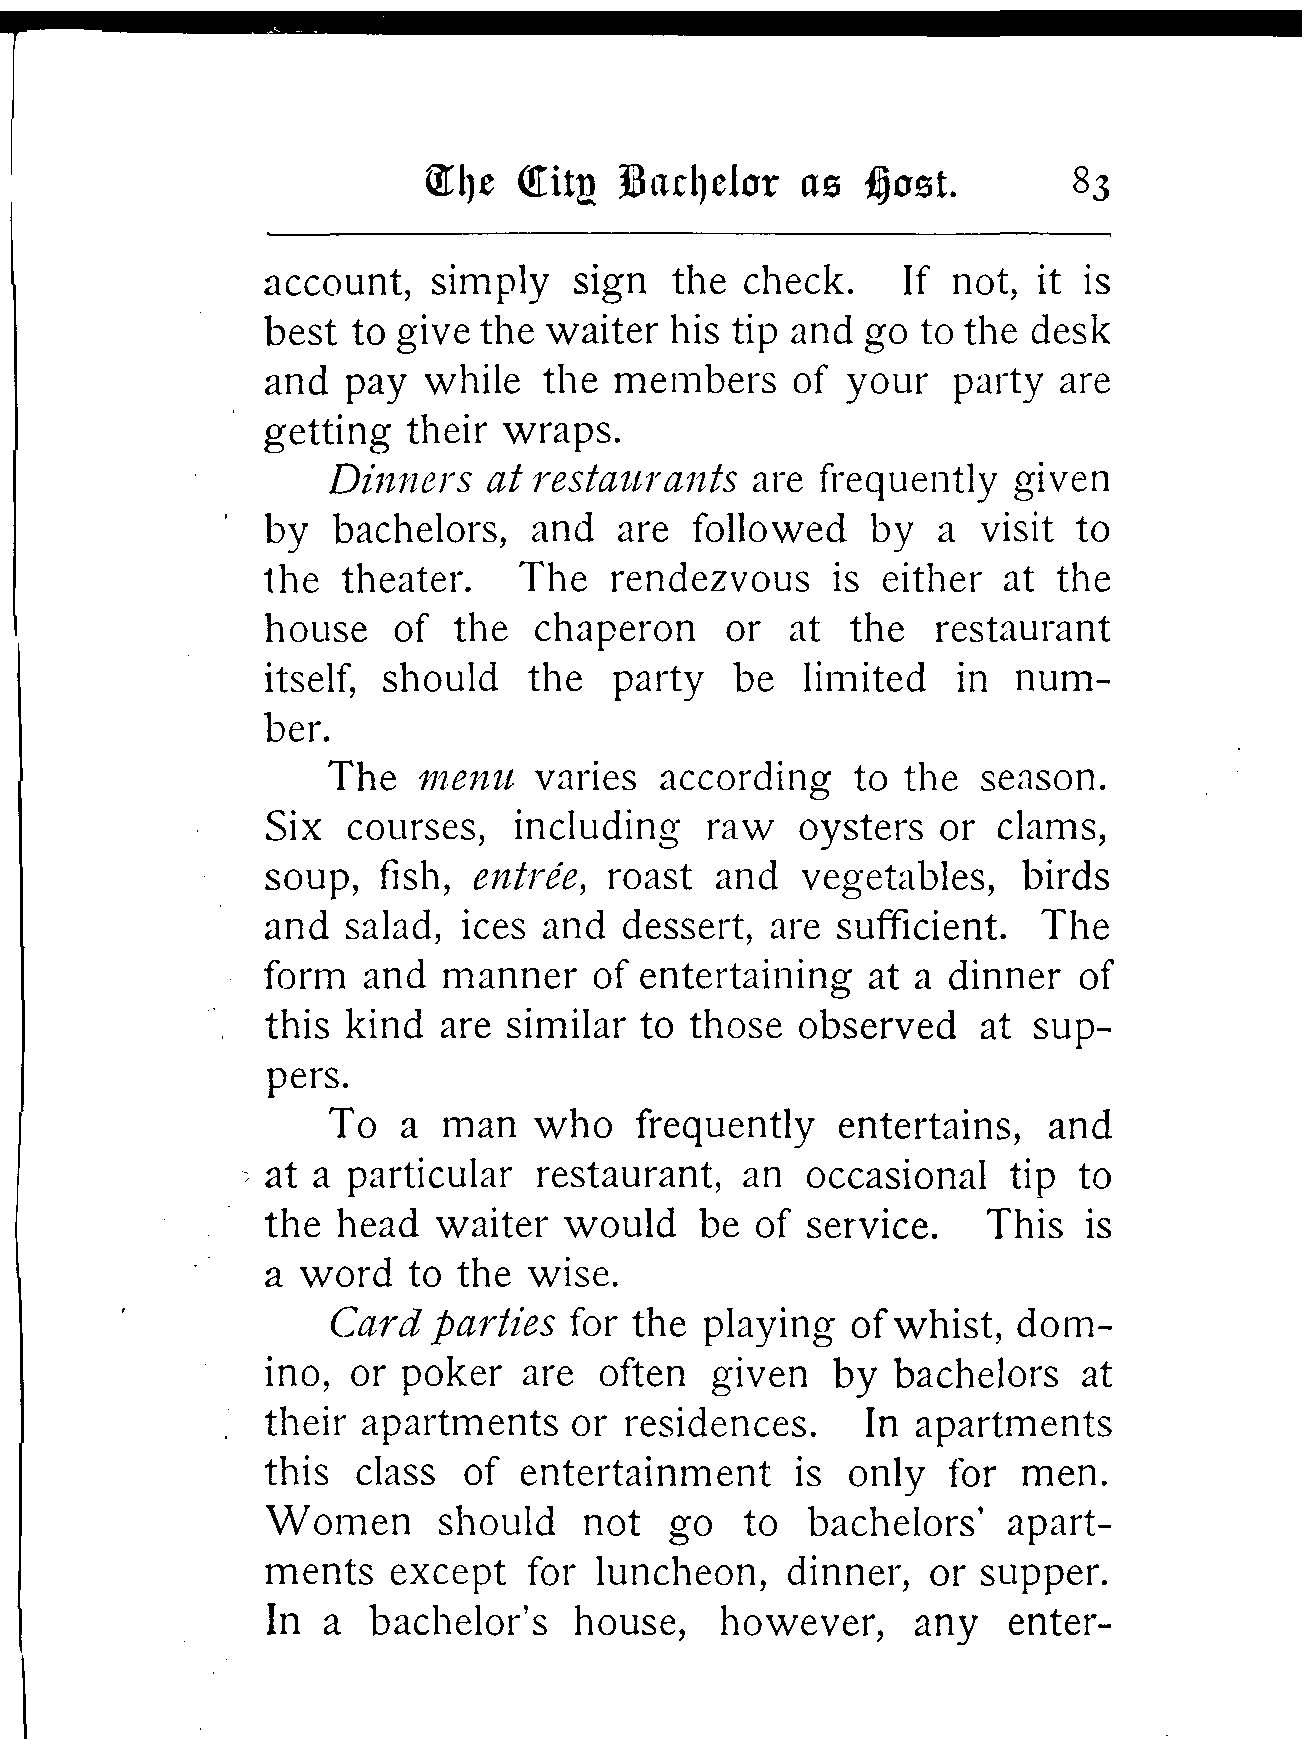 The City Bachelor as Host. 83
account, simply sign the check. If not, it is
best to give the waiter his tip and go to the desk
and pay while the members of your party are
getting their wraps.
Dinners at restaurants are frequently given
by bachelors, and are followed by a visit to
the theater. The rendezvous is either at the
house of the chaperon or at the restaurant
itself, should the party be limited in num-
ber.
The menu varies according to the season.
Six courses, including raw oysters or clams,
soup, fish, entrée, roast and vegetables, birds
and salad, ices and dessert, are sufficient. The
form and manner of entertaining at a dinner of
this kind are similar to those observed at sup-
pers.
To a man who frequently entertains, and
at a particular restaurant, an occasional tip to
the head waiter would be of service. This is
a word to the wise.
Card parties for the playing of whist, dom-
ino, or poker are often given by bachelors at
their apartments or residences. In apartments
this class of entertainment is only for men.
Women should not go to bachelors' apart-
ments except for luncheon, dinner, or supper.
In a bachelor's house, however, any enter-